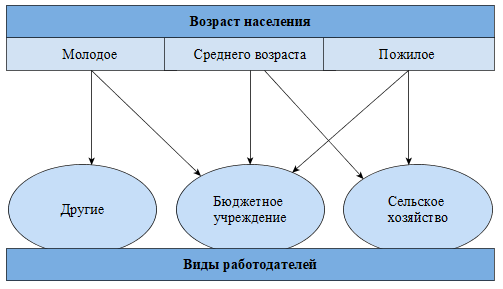 Возраст населения
Молодое
Среднего возраста
Пожилое
Другие
Бюджетное
учреждение
Сельское
хозяйство
Виды работодателей